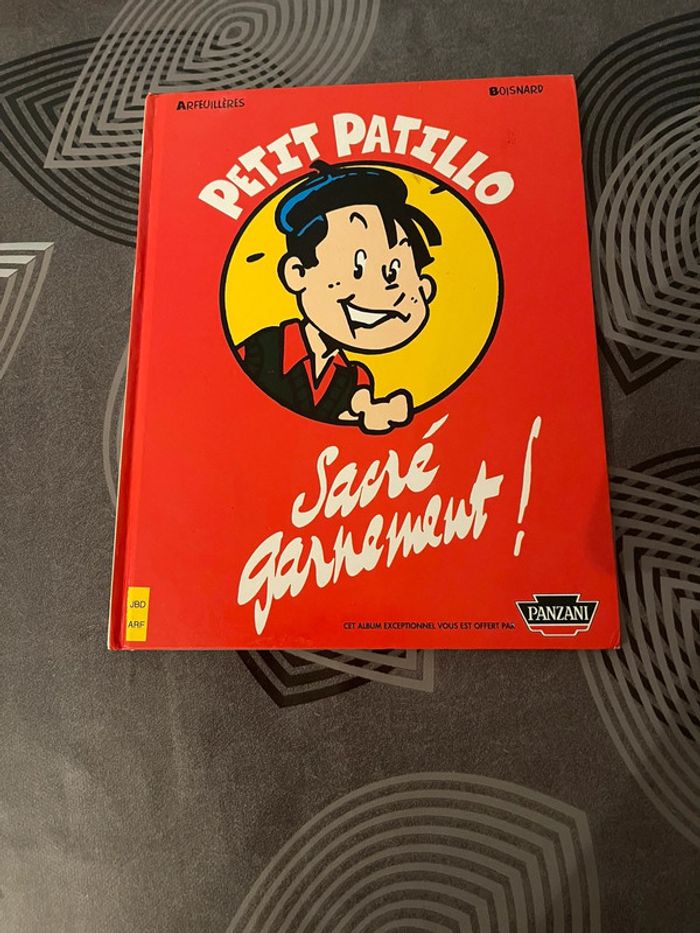 ARFEUILLÈRES
BOISNARD
PETIT PATILLO
Sacré
garnement !
JBD
ARF
CET ALBUM EXCEPTIONNEL VOUS EST OFFERT PAR
PANZANI